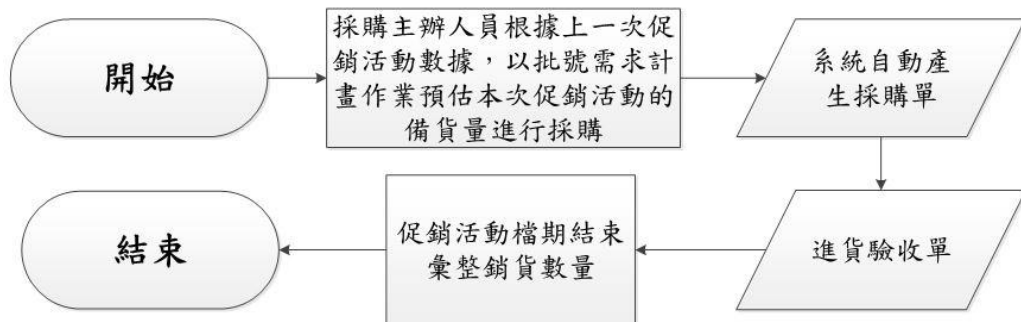 開始
採購主辦人員根據上一次促
銷活動數據，以批號需求計
畫作業預估本次促銷活動的
備貨量進行採購
系統自動產
生採購單
進貨驗收單
促銷活動檔期結束
彙整銷貨數量
結束